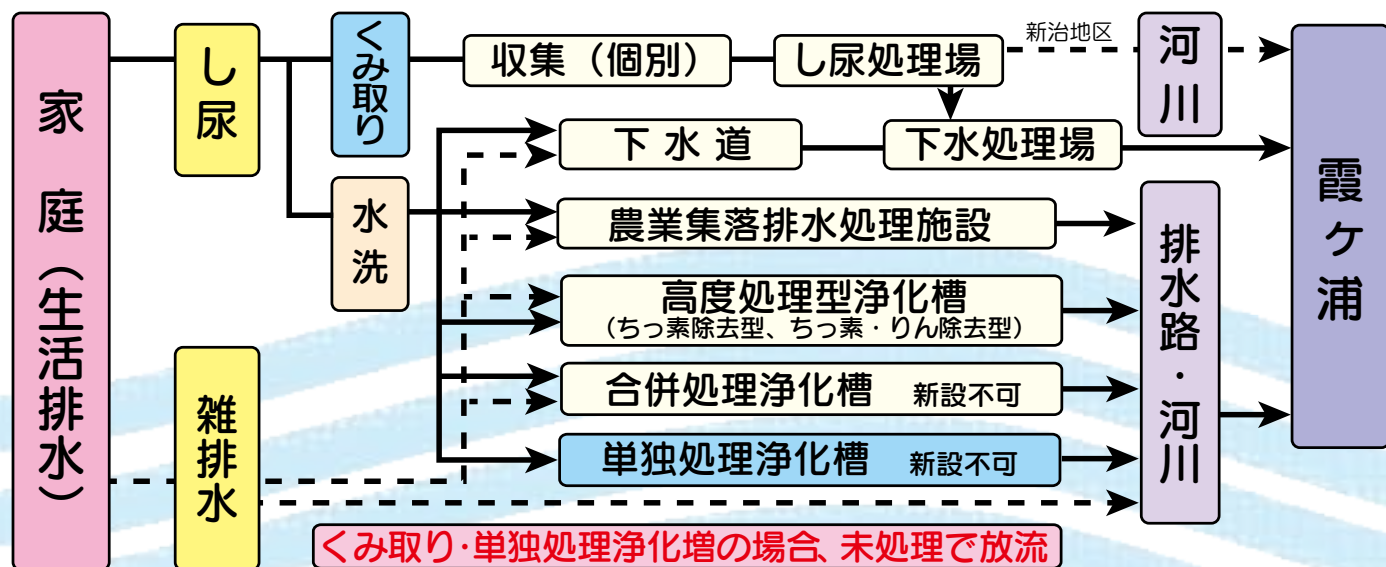 家庭（生活排水）
し尿
くみ取り
収集（個別）
し尿処理場
新治地区
河川
霞ケ浦
下水道
下水処理場
水洗
農業集落排水処理施設
排水路・河川
高度処理型浄化槽
（ちっ素除去型、ちっ素・りん除去型）
雑排水
合併処理浄化槽 新設不可
単独処理浄化槽 新設不可
くみ取り・単独処理浄化増の場合、未処理で放流